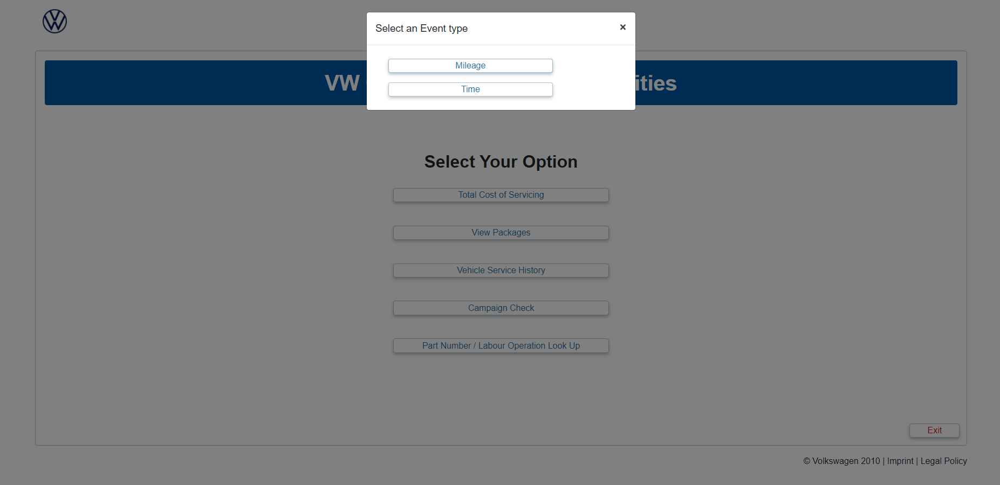 Select an Event type
×
Mileage
Time
VW
ities
Select Your Option
Total Cost of Servicing
View Packages
Vehicle Service History
Campaign Check
Part Number / Labour Operation Look Up
Exit
© Volkswagen 2010 | Imprint | Legal Policy